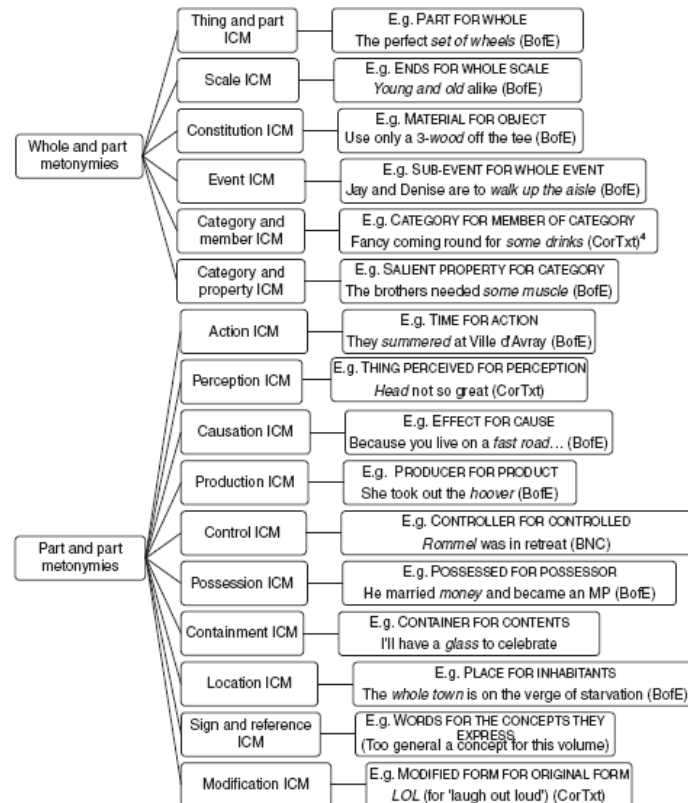 Whole and part
metonymies
Thing and part
ICM
E.g. PART FOR WHOLE
The perfect set of wheels (BofE)
Scale ICM
E.g. ENDS FOR WHOLE SCALE
Young and old alike (BofE)
Constitution ICM
E.g. MATERIAL FOR OBJECT
Use only a 3-wood off the tee (BofE)
Event ICM
E.g. SUB-EVENT FOR WHOLE EVENT
Jay and Denise are to walk up the aisle (BofE)
Category and
member ICM
E.g. CATEGORY FOR MEMBER OF CATEGORY
Fancy coming round for some drinks (CorTxt)4
Category and
property ICM
E.g. SALIENT PROPERTY FOR CATEGORY
The brothers needed some muscle (BofE)
Part and part
metonymies
Action ICM
E.g. TIME FOR ACTION
They summered at Ville d'Avray (BofE)
Perception ICM
E.g. THING PERCEIVED FOR PERCEPTION
Head not so great (CorTxt)
Causation ICM
E.g. EFFECT FOR CAUSE
Because you live on a fast road... (BofE)
Production ICM
E.g. PRODUCER FOR PRODUCT
She took out the hoover (BofE)
Control ICM
E.g. CONTROLLER FOR CONTROLLED
Rommel was in retreat (BNC)
Possession ICM
E.g. POSSESSED FOR POSSESSOR
He married money and became an MP (BofE)
Containment ICM
E.g. CONTAINER FOR CONTENTS
I'll have a glass to celebrate
Location ICM
E.g. PLACE FOR INHABITANTS
The whole town is on the verge of starvation (BofE)
Sign and reference
ICM
E.g. WORDS FOR THE CONCEPTS THEY
EXPRESS
(Too general a concept for this volume)
Modification ICM
E.g. MODIFIED FORM FOR ORIGINAL FORM
LOL (for 'laugh out loud') (CorTxt)